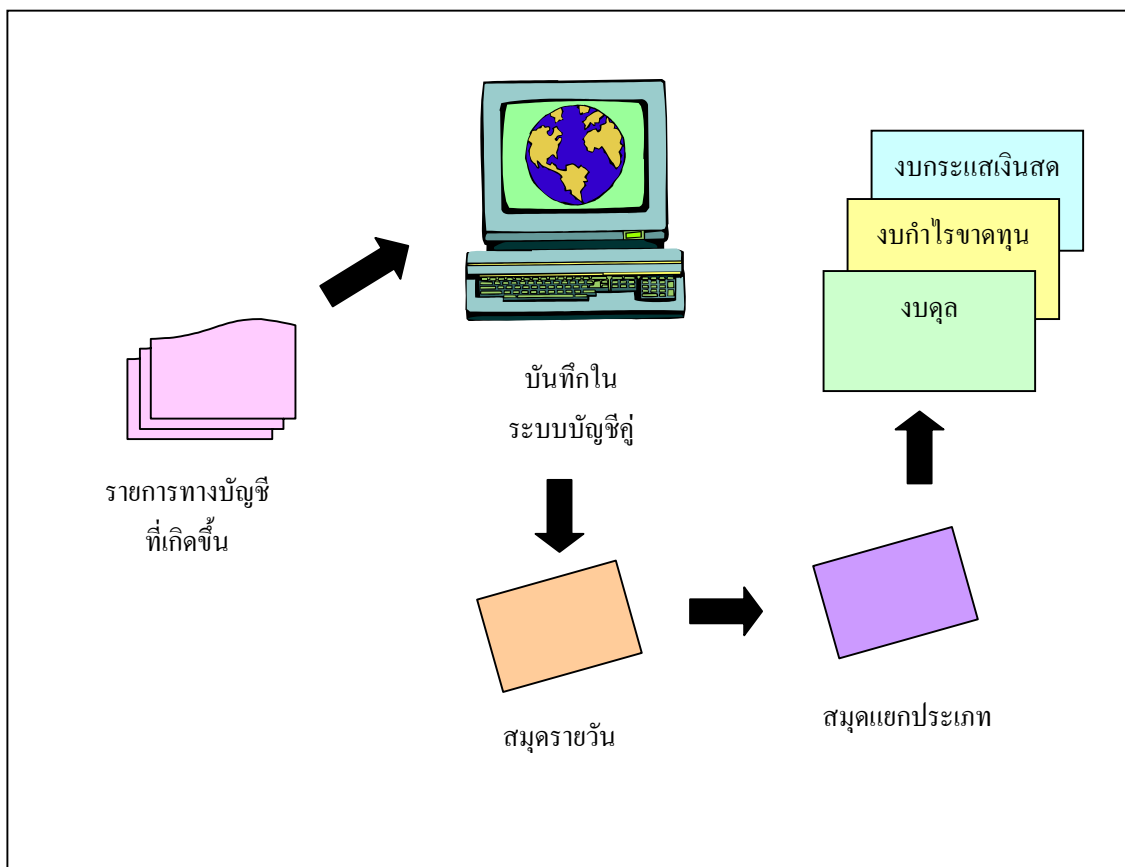 รายการทางบัญชี
ที่เกิดขึ้น
บันทึกใน
ระบบบัญชีคู่
สมุดรายวัน
สมุดแยกประเภท
งบกระแสเงินสด
งบกำไรขาดทุน
งบดุล